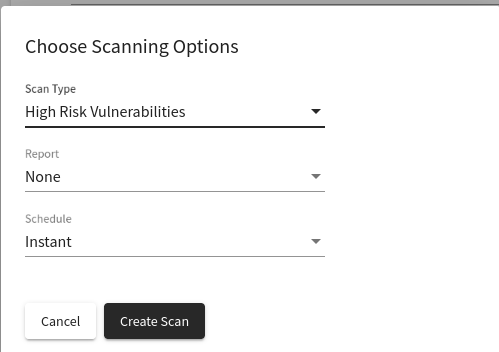 Choose Scanning Options
Scan Type
High Risk Vulnerabilities
Report
None
Schedule
Instant
Cancel Create Scan